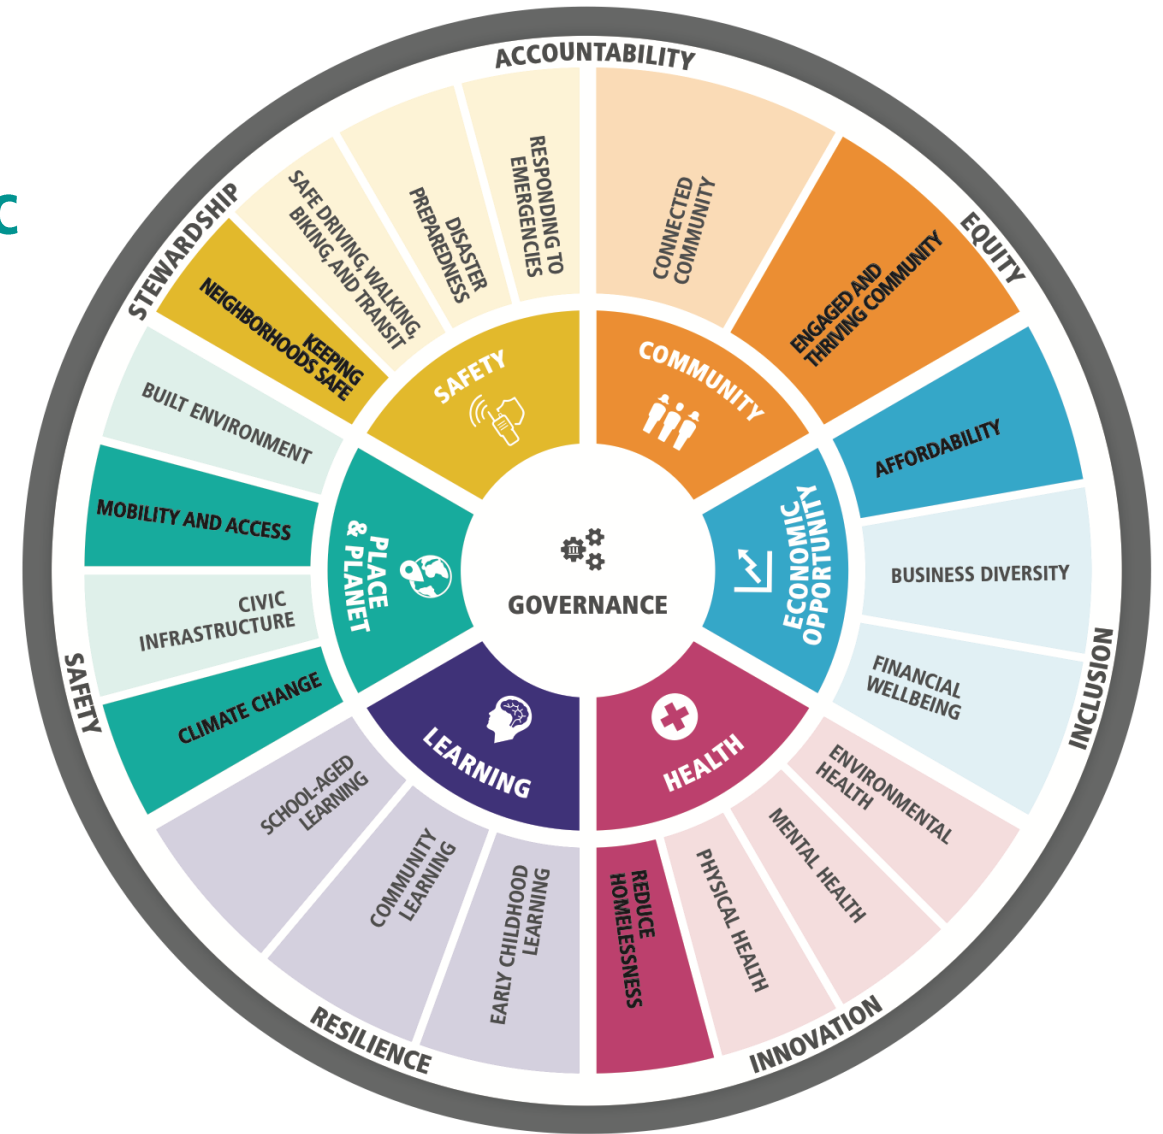 ACCOUNTABILITY
EQUITY
INCLUSION
INNOVATION
RESILIENCE
SAFETY
STEWARDSHIP
CONNECTED
COMMUNITY
ENGAGED AND
THRIVING COMMUNITY
AFFORDABILITY
BUSINESS DIVERSITY
FINANCIAL
WELLBEING
ENVIRONMENTAL
HEALTH
MENTAL HEALTH
PHYSICAL HEALTH
REDUCE
HOMELESSNESS
EARLY CHILDHOOD
LEARNING
COMMUNITY
LEARNING
SCHOOL-AGED
LEARNING
CLIMATE CHANGE
CIVIC
INFRASTRUCTURE
MOBILITY AND ACCESS
BUILT ENVIRONMENT
KEEPING
NEIGHBORHOODS SAFE
SAFE DRIVING, WALKING,
BIKING, AND TRANSIT
DISASTER
PREPAREDNESS
RESPONDING TO
EMERGENCIES
COMMUNITY
ECONOMIC
OPPORTUNITY
HEALTH
LEARNING
PLACE
& PLANET
SAFETY
GOVERNANCE
C